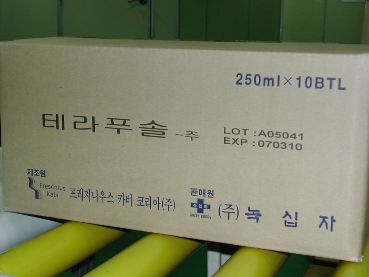 250ml×10BTL
테라푸솔-주
LOT : A05041
EXP : 070310
제조원
Fresenius
Kabi
프레지니우스 카비 코리아(주)
판매원
(주) 녹십자